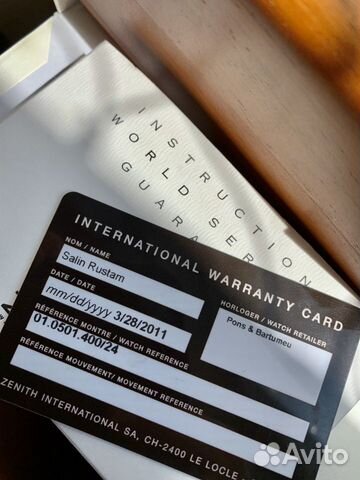 INSTRUCTION
WORLD SER
GUARA
INTERNATIONAL WARRANTY CARD
NOM / NAME
Salin Rustam
DATE / DATE
mm/dd/yyyy 3/28/2011
RÉFÉRENCE MONTRE / WATCH REFERENCE
01.0501.400/24
RÉFÉRENCE MOUVEMENT / MOVEMENT REFERENCE
HORLOGER / WATCH RETAILER
Pons & Bartumeu
ZENITH INTERNATIONAL SA, CH-2400 LE LOCLE
Avito